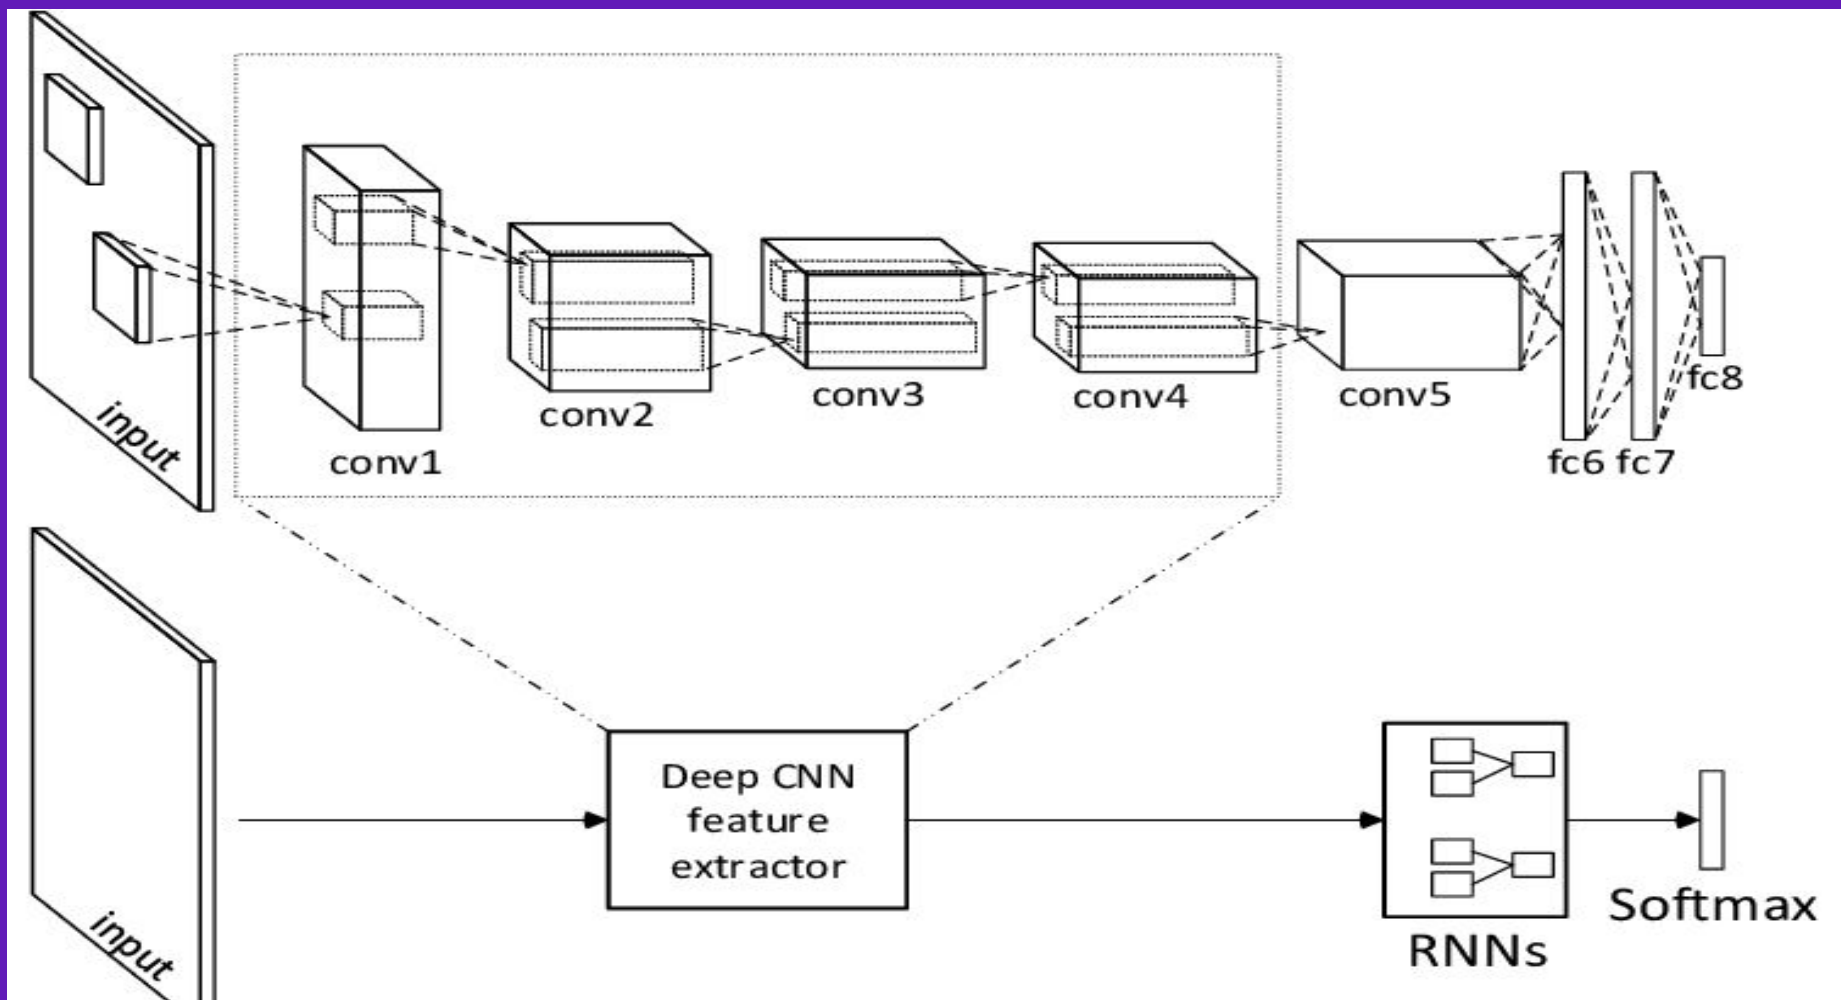 input
conv1
conv2
conv3
conv4
conv5
fc6
fc7
fc8
input
Deep CNN
feature
extractor
RNNs
Softmax